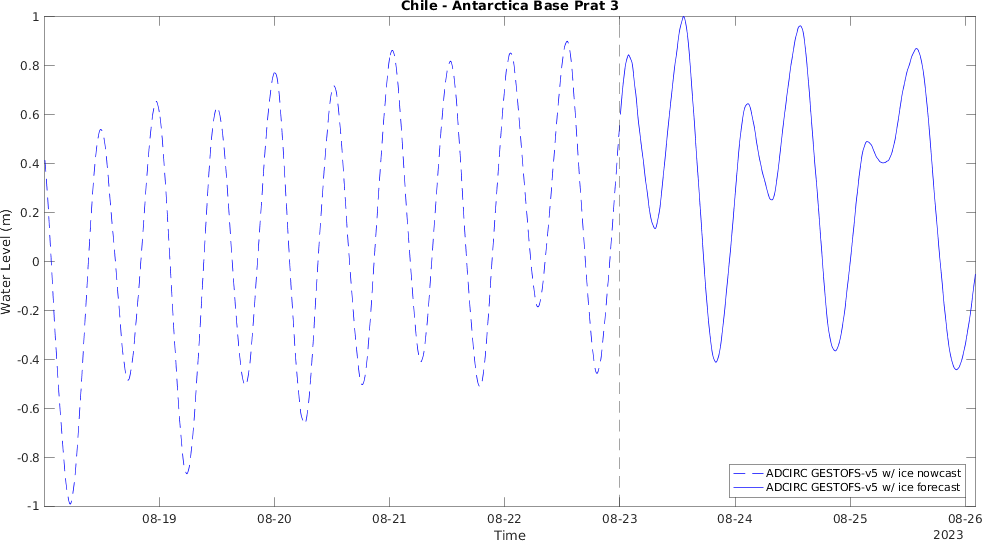 Chile - Antarctica Base Prat 3
1
0.8
0.6
0.4
0.2
0
-0.2
-0.4
-0.6
-0.8
-1
Water Level (m)
08-19 08-20 08-21 08-22 08-23 08-24 08-25 08-26
Time
2023
ADCIRC GESTOFS-v5 w/ ice nowcast
ADCIRC GESTOFS-v5 w/ ice forecast